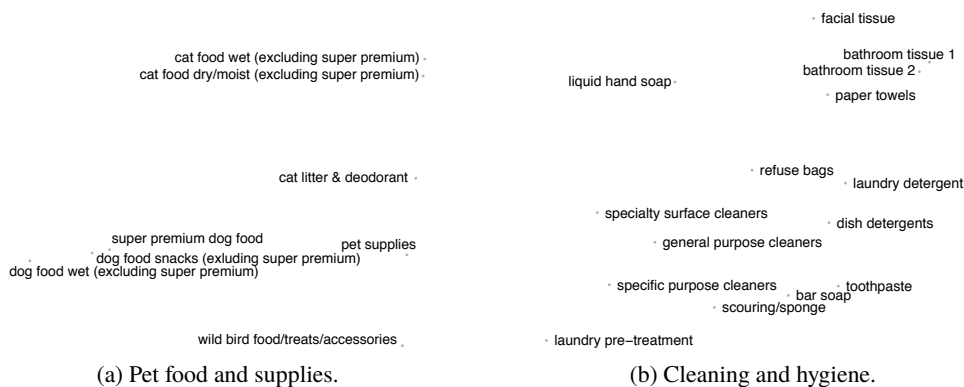 cat food wet (excluding super premium)
cat food dry/moist (excluding super premium)
cat litter & deodorant
super premium dog food
pet supplies
dog food snacks (exluding super premium)
dog food wet (excluding super premium)
wild bird food/treats/accessories
(a) Pet food and supplies.
facial tissue
bathroom tissue 1
bathroom tissue 2
liquid hand soap
paper towels
refuse bags
laundry detergent
specialty surface cleaners
dish detergents
general purpose cleaners
specific purpose cleaners
toothpaste
bar soap
scouring/sponge
laundry pre−treatment
(b) Cleaning and hygiene.